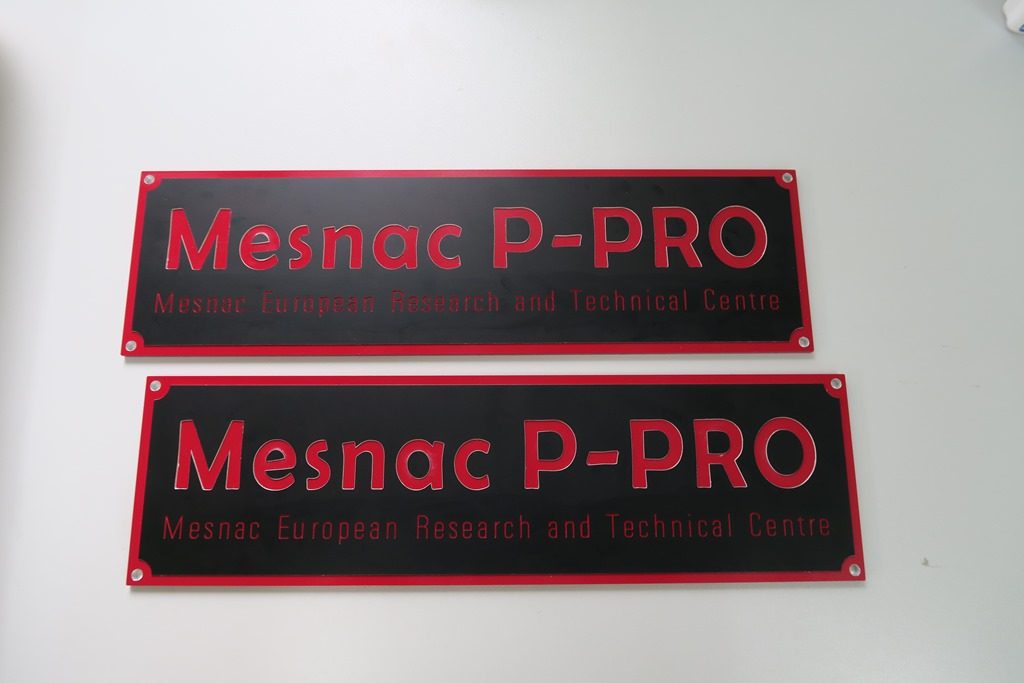 Mesnac P-PRO
Mesnac European Research and Technical Centre
Mesnac P-PRO
Mesnac European Research and Technical Centre